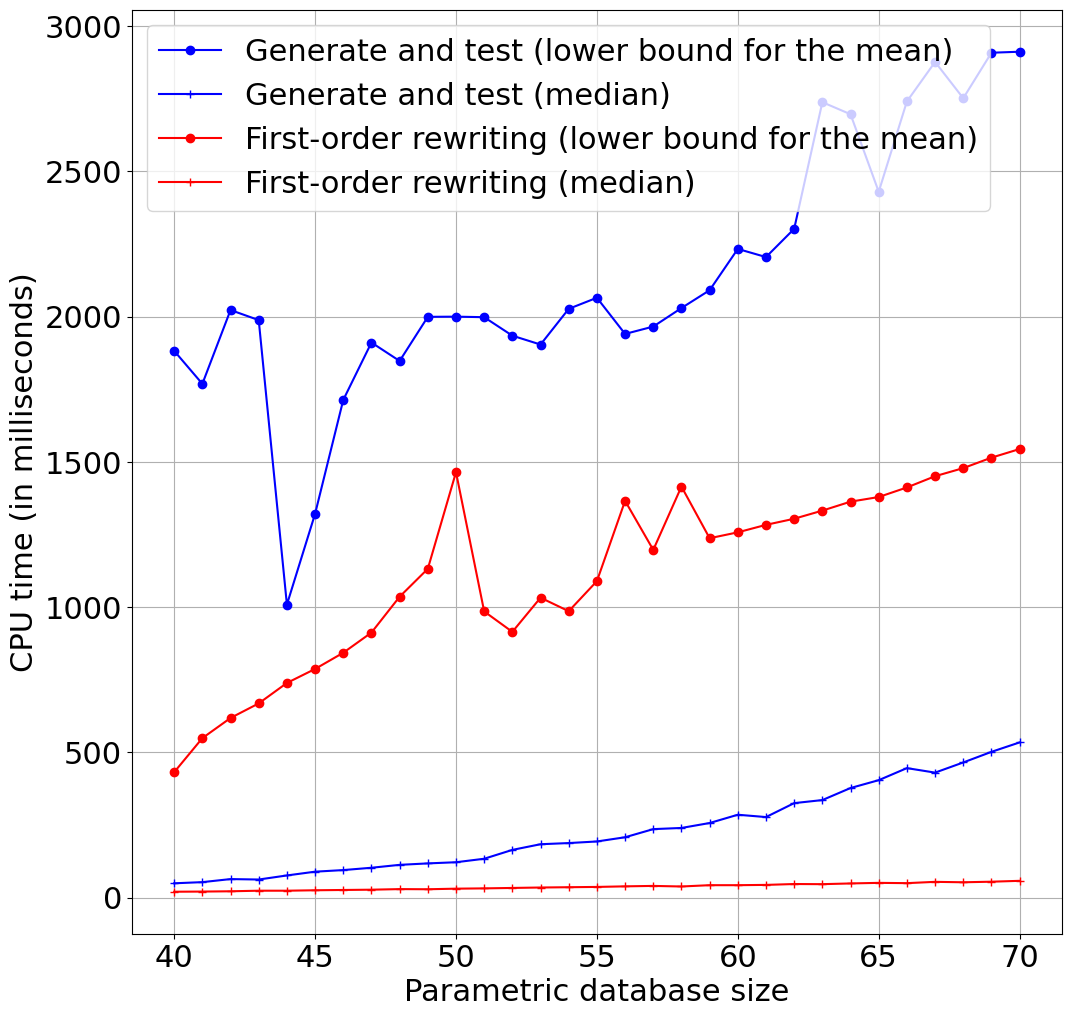 3000
2500
2000
1500
1000
500
0
CPU time (in milliseconds)
Generate and test (lower bound for the mean)
Generate and test (median)
First-order rewriting (lower bound for the mean)
First-order rewriting (median)
40 45 50 55 60 65 70
Parametric database size